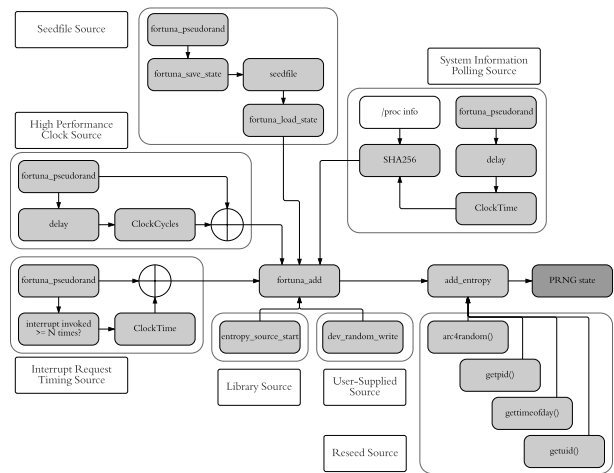 Seedfile Source
fortuna_pseudorand
fortuna_save_state
seedfile
fortuna_load_state
System Information
Polling Source
/proc info
fortuna_pseudorand
SHA256
delay
ClockTime
High Performance
Clock Source
fortuna_pseudorand
delay
ClockCycles
fortuna_pseudorand
interrupt invoked
>= N times?
ClockTime
Interrupt Request
Timing Source
fortuna_add
add_entropy
PRNG state
entropy_source_start
dev_random_write
Library Source
User-Supplied
Source
arc4random()
getpid()
gettimeofday()
getuid()
Reseed Source